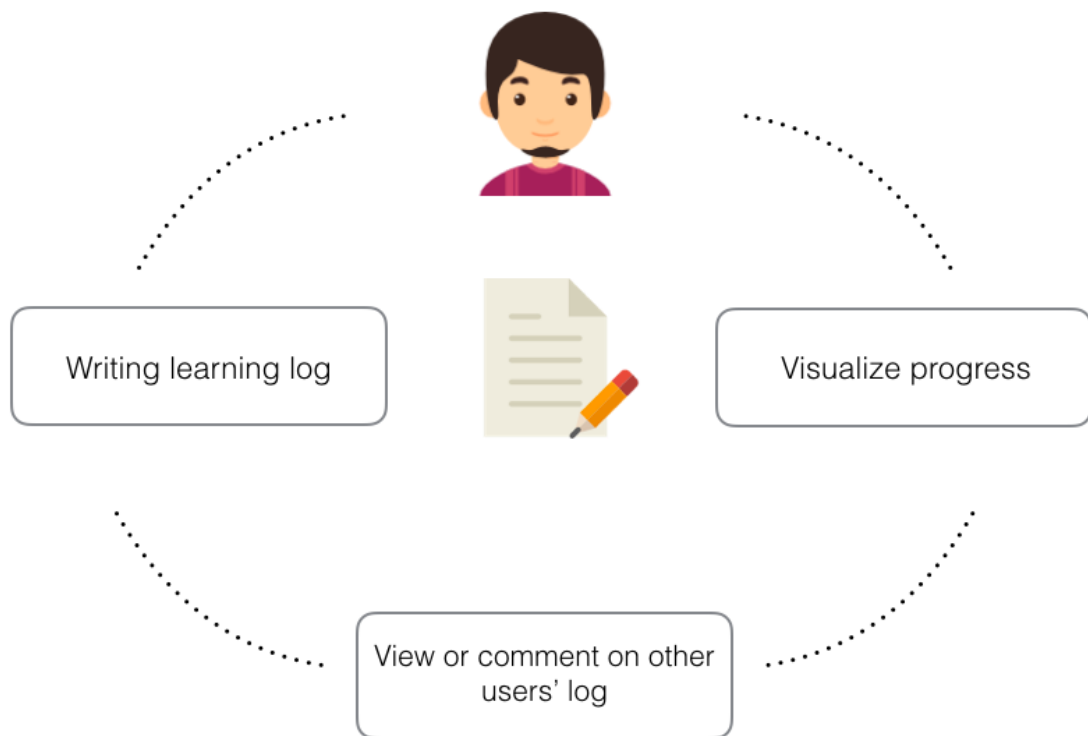 Writing learning log
Visualize progress
View or comment on other
users’ log